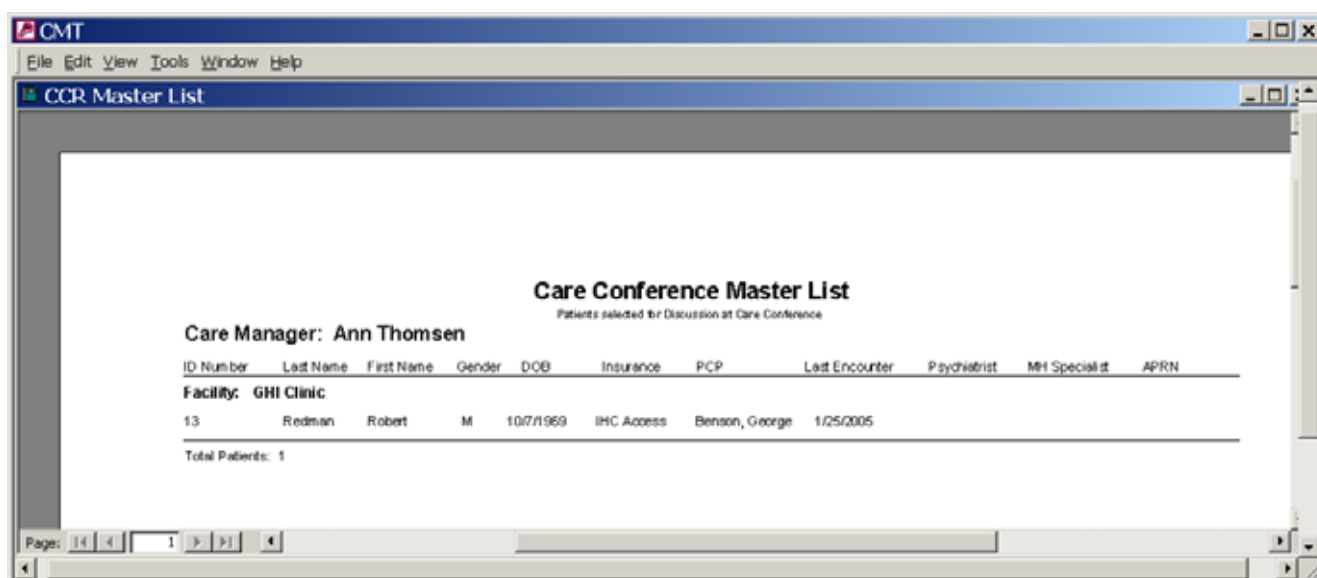 CMT
File Edit View Tools Window Help
CCR Master List
Care Conference Master List
Patients selected for Discussion at Care Conference
Care Manager: Ann Thomsen
ID Number Last Name First Name Gender DOB Insurance PCP Last Encounter Psychiatrist MH Specialist APRN
Facility: GHI Clinic
13 Redman Robert M 10/7/1969 IHC Access Benson, George 1/25/2005
Total Patients: 1
Page: 1